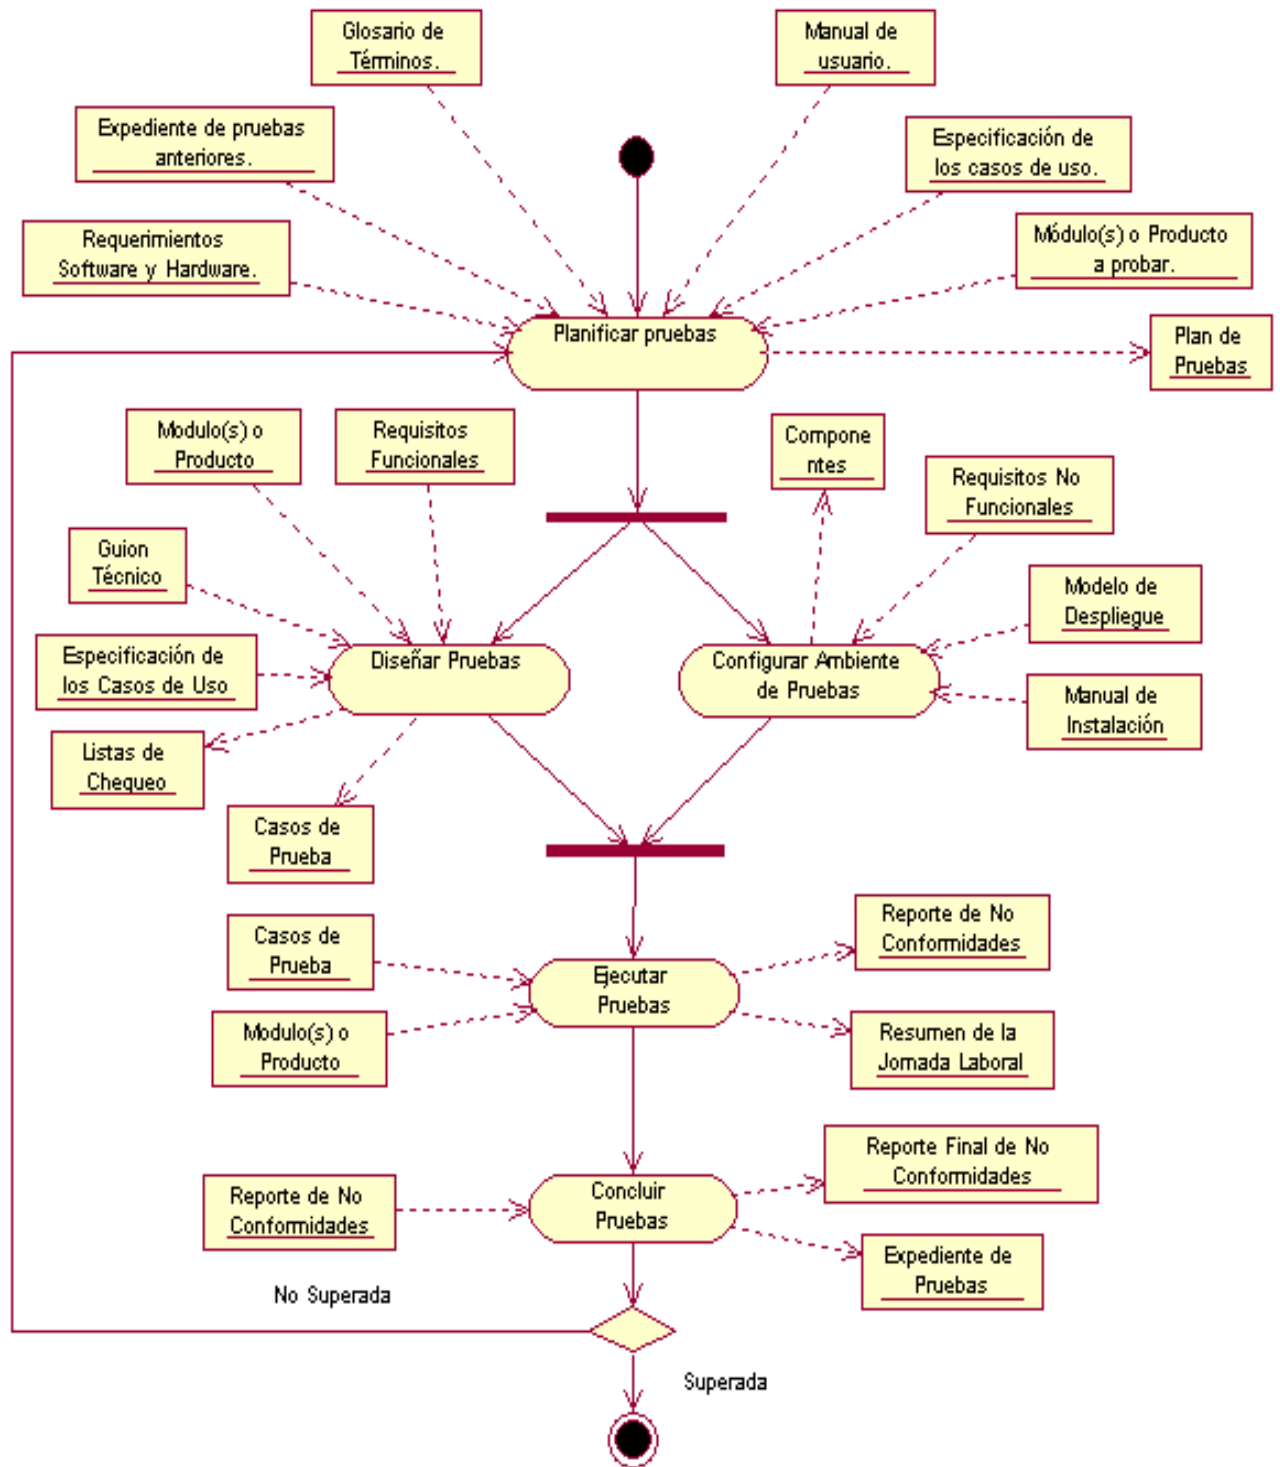 Glosario de
Términos.
Manual de
usuario.
Expediente de pruebas
anteriores.
Especificación de
los casos de uso.
Requerimientos
Software y Hardware.
Módulo(s) o Producto
a probar.
Planificar pruebas
Plan de
Pruebas
Modulo(s) o
Producto
Requisitos
Funcionales
Compone
ntes
Requisitos No
Funcionales
Guion
Técnico
Modelo de
Despliegue
Especificación de
los Casos de Uso
Diseñar Pruebas
Configurar Ambiente
de Pruebas
Manual de
Instalación
Listas de
Chequeo
Casos de
Prueba
Casos de
Prueba
Reporte de No
Conformidades
Ejecutar
Pruebas
Modulo(s) o
Producto
Resumen de la
Jornada Laboral
Reporte Final de No
Conformidades
Reporte de No
Conformidades
Concluir
Pruebas
Expediente de
Pruebas
No Superada
Superada